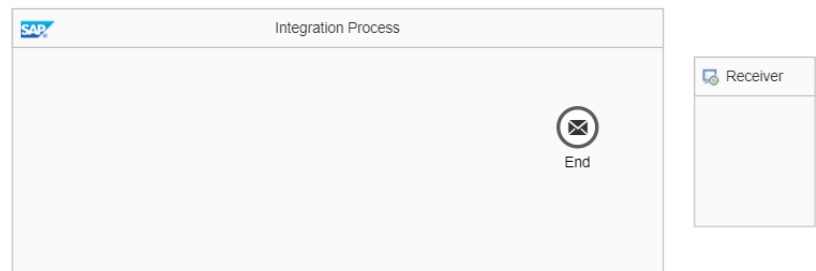 SAP
Integration Process
Receiver
End